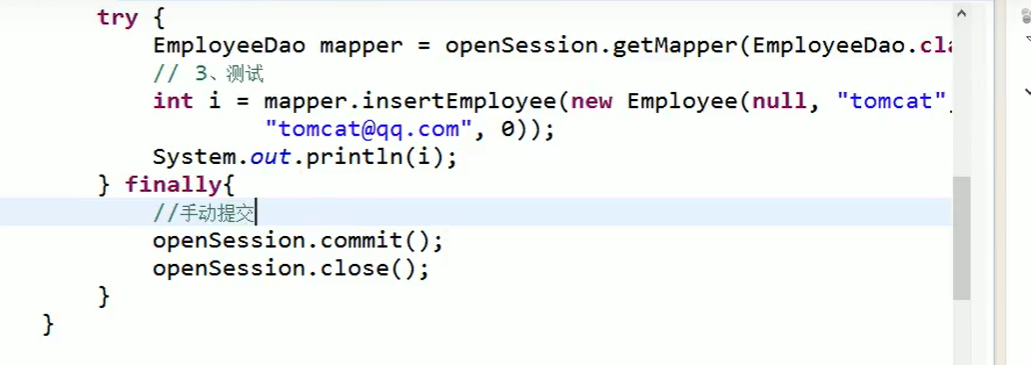 try {
EmployeeDao mapper = openSession.getMapper(EmployeeDao.cla
// 3、测试
int i = mapper.insertEmployee(new Employee(null, "tomcat",
"tomcat@qq.com", 0));
System.out.println(i);
} finally{
//手动提交
openSession.commit();
openSession.close();
}
}